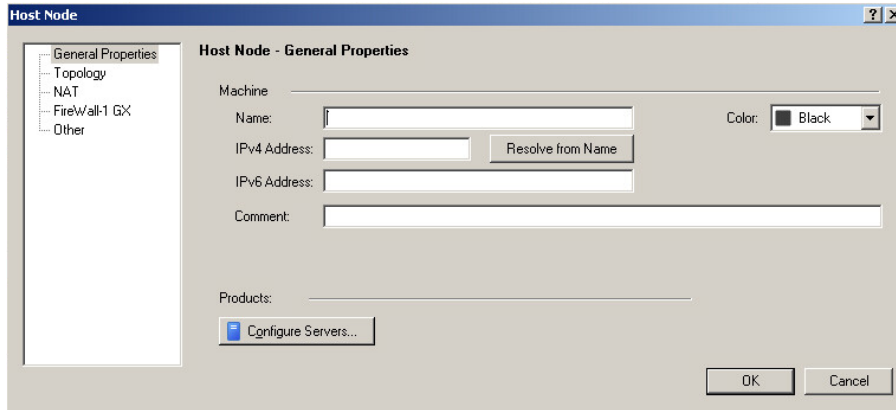 Host Node
General Properties
Topology
NAT
FireWall-1 GX
Other
Host Node - General Properties
Machine
Name:
Color: Black
IPv4 Address: Resolve from Name
IPv6 Address:
Comment:
Products:
Configure Servers...
OK Cancel